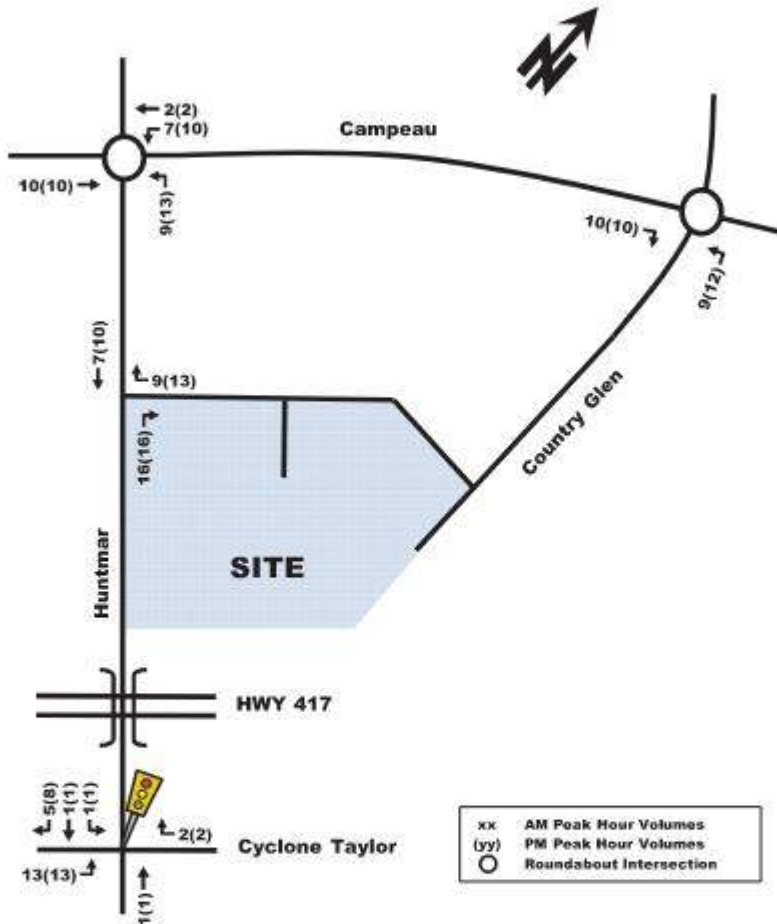 N
2(2)
7(10)
Campeau
10(10)
9(13)
10(10)
9(12)
7(10)
9(13)
16(16)
Country Glen
Huntmar
SITE
HWY 417
5(8)
1(1)
1(1)
2(2)
Cyclone Taylor
13(13)
1(1)
xx AM Peak Hour Volumes
(yy) PM Peak Hour Volumes
Roundabout Intersection